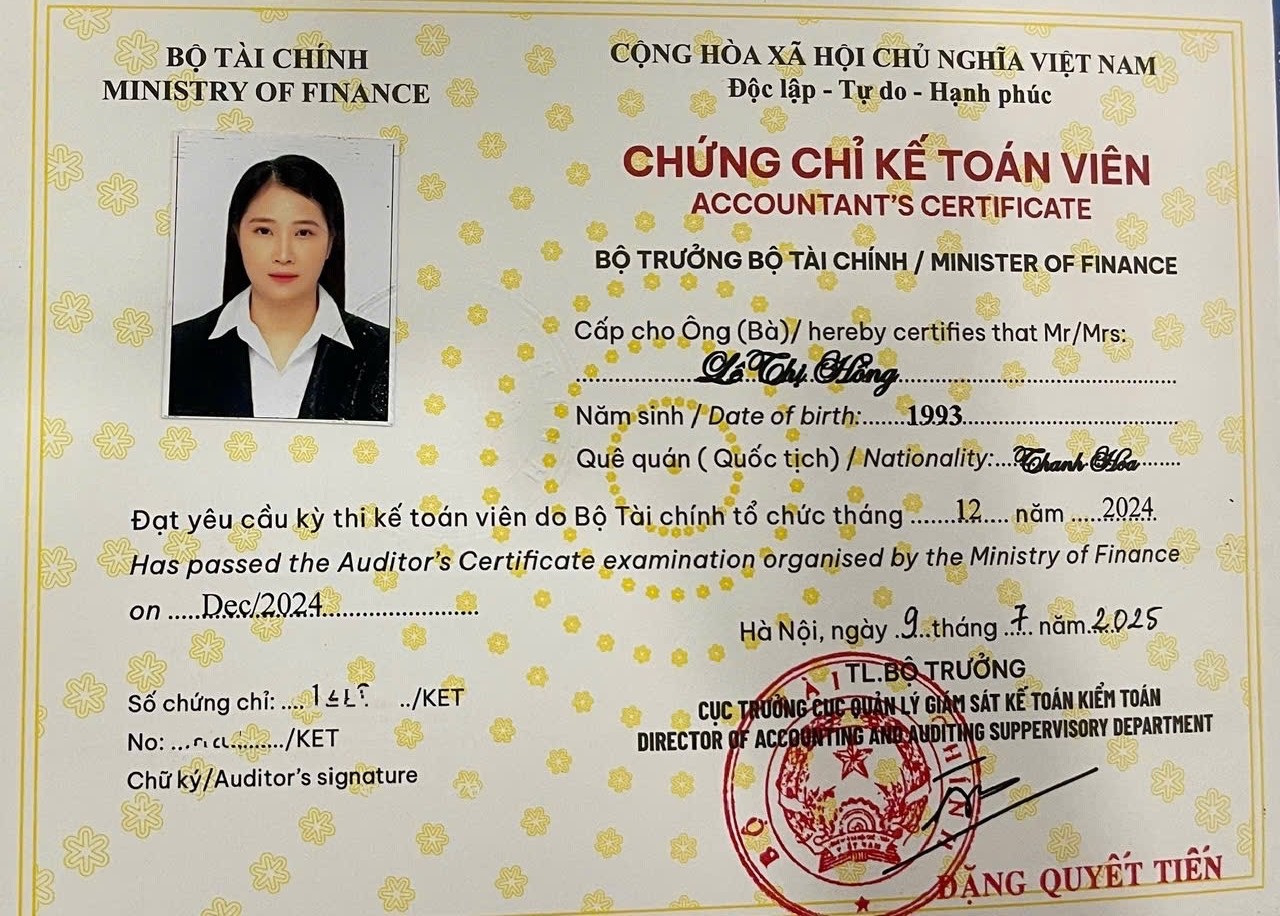 BỘ TÀI CHÍNH
MINISTRY OF FINANCE
CỘNG HÒA XÃ HỘI CHỦ NGHĨA VIỆT NAM
Độc lập - Tự do - Hạnh phúc
CHỨNG CHỈ KẾ TOÁN VIÊN
ACCOUNTANT'S CERTIFICATE
BỘ TRƯỞNG BỘ TÀI CHÍNH / MINISTER OF FINANCE
Cấp cho Ông (Bà)/ hereby certifies that Mr/Mrs:
Thị Hồng
Năm sinh / Date of birth: 1993
Quê quán ( Quốc tịch) / Nationality: Thanh Hóa
Đạt yêu cầu kỳ thi kế toán viên do Bộ Tài chính tổ chức tháng 12 năm 2024
Has passed the Auditor's Certificate examination organised by the Ministry of Finance
on Dec/2024
Hà Nội, ngày 9 tháng 7 năm 2025
TL.BỘ TRƯỞNG
CỤC TRƯỞNG CỤC QUẢN LÝ GIÁM SÁT KẾ TOÁN KIỂM TOÁN
DIRECTOR OF ACCOUNTING AND AUDITING SUPPERVISORY DEPARTMENT
Số chứng chỉ: /KET
No: /KET
Chữ ký/Auditor's signature
BỘ TÀI CHÍNH
ĐẶNG QUYẾT TIẾN